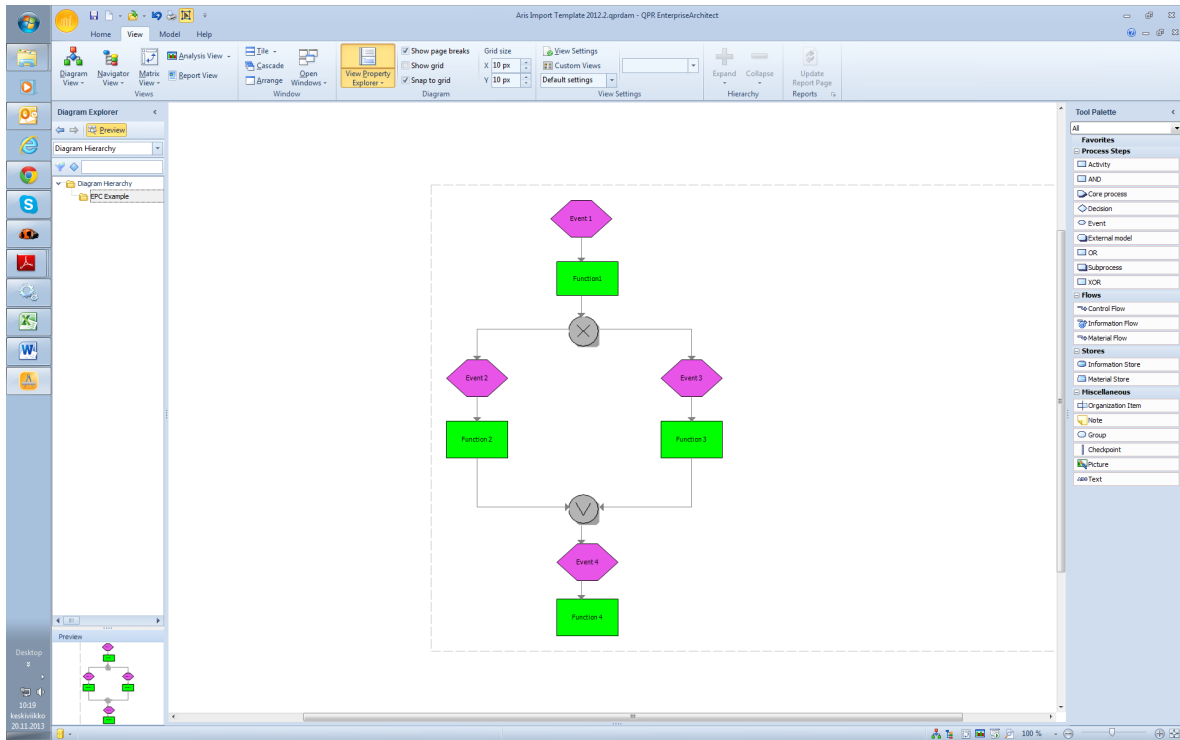 Aris Import Template 2012.2.qprdam - QPR EnterpriseArchitect
Home View Model Help
Diagram View
Navigator View
Matrix View
Analysis View
Report View
Views
Tile
Cascade
Arrange
Open Windows
Window
View Property Explorer
Show page breaks
Show grid
Snap to grid
Grid size
X 10 px
Y 10 px
Diagram
View Settings
Custom Views
Default settings
View Settings
Expand
Collapse
Hierarchy
Update Report Page
Reports
Diagram Explorer
Preview
Diagram Hierarchy
Diagram Hierarchy
EPC Example
Event 1
Function1
Event 2
Event 3
Function 2
Function 3
Event 4
Function 4
Tool Palette
All
Favorites
Process Steps
Activity
AND
Core process
Decision
Event
External model
OR
Subprocess
XOR
Flows
Control Flow
Information Flow
Material Flow
Stores
Information Store
Material Store
Miscellaneous
Organization Item
Note
Group
Checkpoint
Picture
Text
Preview
Desktop
10:19
keskiviikko
20.11.2013
100 %